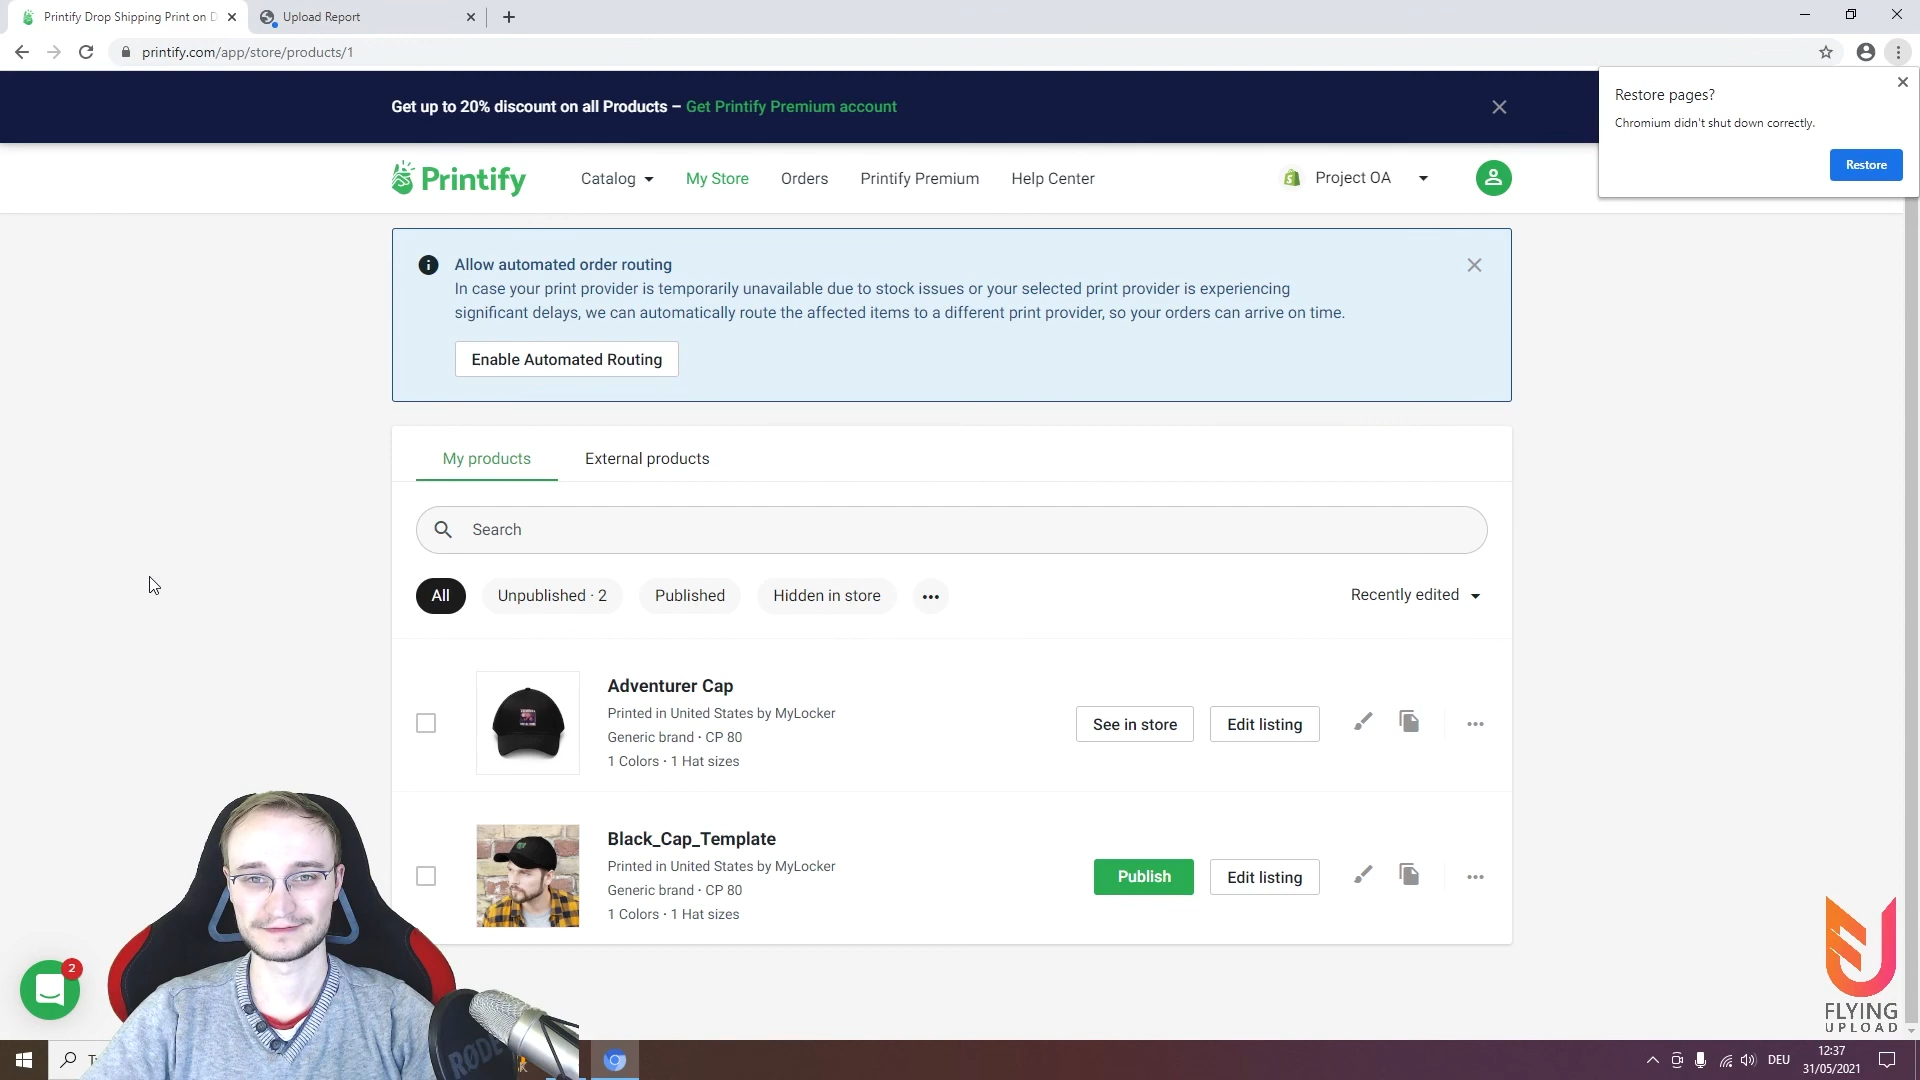 Printify Drop Shipping Print on D
Upload Report
printify.com/app/store/products/1
Get up to 20% discount on all Products – Get Printify Premium account
Restore pages?
Chromium didn't shut down correctly.
Restore
Printify
Catalog
My Store
Orders
Printify Premium
Help Center
Project OA
Allow automated order routing
In case your print provider is temporarily unavailable due to stock issues or your selected print provider is experiencing
significant delays, we can automatically route the affected items to a different print provider, so your orders can arrive on time.
Enable Automated Routing
My products
External products
Search
All
Unpublished · 2
Published
Hidden in store
Recently edited
Adventurer Cap
Printed in United States by MyLocker
Generic brand · CP 80
1 Colors · 1 Hat sizes
See in store
Edit listing
Black_Cap_Template
Printed in United States by MyLocker
Generic brand · CP 80
1 Colors · 1 Hat sizes
Publish
Edit listing
2
RØDE
FLYING
UPLOAD
DEU
12:37
31/05/2021